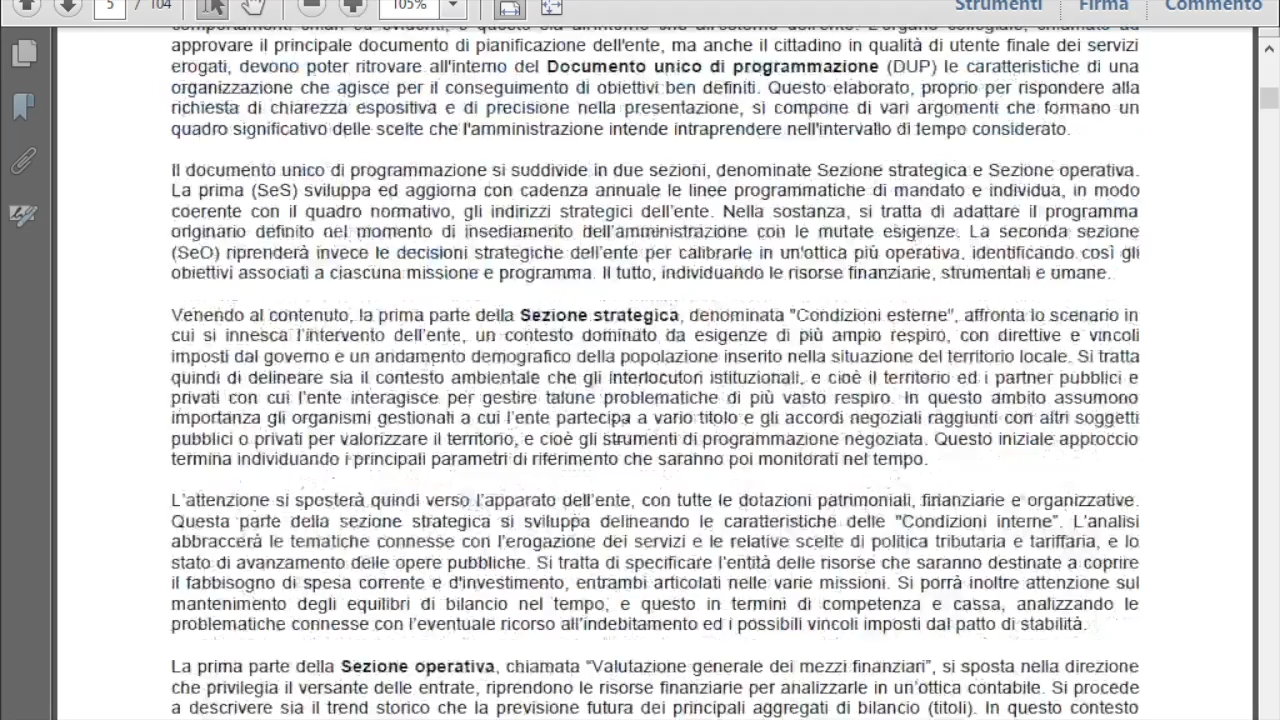 5 / 104
105%
Strumenti Firma Commento
approvare il principale documento di pianificazione dell'ente, ma anche il cittadino in qualità di utente finale dei servizi
erogati, devono poter ritrovare all'interno del Documento unico di programmazione (DUP) le caratteristiche di una
organizzazione che agisce per il conseguimento di obiettivi ben definiti. Questo elaborato, proprio per rispondere alla
richiesta di chiarezza espositiva e di precisione nella presentazione, si compone di vari argomenti che formano un
quadro significativo delle scelte che l'amministrazione intende intraprendere nell'intervallo di tempo considerato.
Il documento unico di programmazione si suddivide in due sezioni, denominate Sezione strategica e Sezione operativa.
La prima (SeS) sviluppa ed aggiorna con cadenza annuale le linee programmatiche di mandato e individua, in modo
coerente con il quadro normativo, gli indirizzi strategici dell'ente. Nella sostanza, si tratta di adattare il programma
originario definito nel momento di insediamento dell'amministrazione con le mutate esigenze. La seconda sezione
(SeO) riprenderà invece le decisioni strategiche dell'ente per calibrarle in un'ottica più operativa, identificando così gli
obiettivi associati a ciascuna missione e programma. Il tutto, individuando le risorse finanziarie, strumentali e umane.
Venendo al contenuto, la prima parte della Sezione strategica, denominata "Condizioni esterne", affronta lo scenario in
cui si innesca l'intervento dell'ente, un contesto dominato da esigenze di più ampio respiro, con direttive e vincoli
imposti dal governo e un andamento demografico della popolazione inserito nella situazione del territorio locale. Si tratta
quindi di delineare sia il contesto ambientale che gli interlocutori istituzionali, e cioè il territorio ed i partner pubblici e
privati con cui l'ente interagisce per gestire talune problematiche di più vasto respiro. In questo ambito assumono
importanza gli organismi gestionali a cui l'ente partecipa a vario titolo e gli accordi negoziali raggiunti con altri soggetti
pubblici o privati per valorizzare il territorio, e cioè gli strumenti di programmazione negoziata. Questo iniziale approccio
termina individuando i principali parametri di riferimento che saranno poi monitorati nel tempo.
L'attenzione si sposterà quindi verso l'apparato dell'ente, con tutte le dotazioni patrimoniali, finanziarie e organizzative.
Questa parte della sezione strategica si sviluppa delineando le caratteristiche delle "Condizioni interne". L'analisi
abbraccerà le tematiche connesse con l'erogazione dei servizi e le relative scelte di politica tributaria e tariffaria, e lo
stato di avanzamento delle opere pubbliche. Si tratta di specificare l'entità delle risorse che saranno destinate a coprire
il fabbisogno di spesa corrente e d'investimento, entrambi articolati nelle varie missioni. Si porrà inoltre attenzione sul
mantenimento degli equilibri di bilancio nel tempo, e questo in termini di competenza e cassa, analizzando le
problematiche connesse con l'eventuale ricorso all'indebitamento ed i possibili vincoli imposti dal patto di stabilità.
La prima parte della Sezione operativa, chiamata "Valutazione generale dei mezzi finanziari", si sposta nella direzione
che privilegia il versante delle entrate, riprendono le risorse finanziarie per analizzarle in un'ottica contabile. Si procede
a descrivere sia il trend storico che la previsione futura dei principali aggregati di bilancio (titoli). In questo contesto